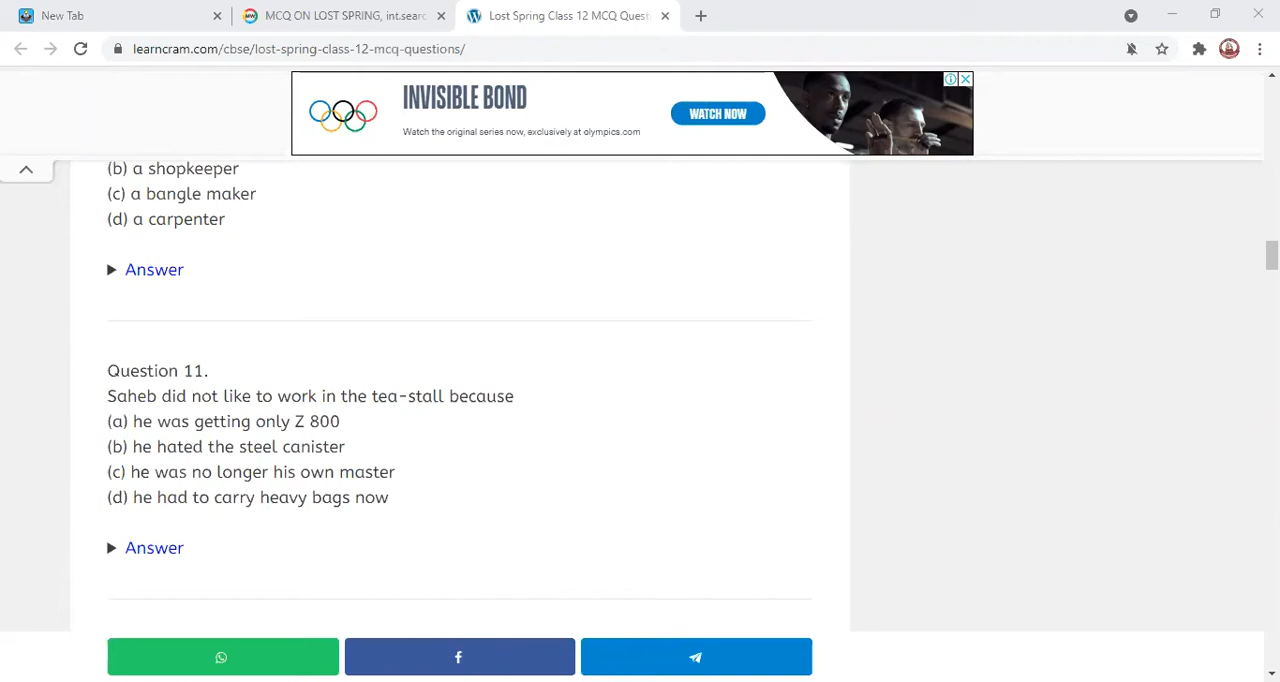 New Tab
MCQ ON LOST SPRING, int.searc
Lost Spring Class 12 MCQ Quest
learncram.com/cbse/lost-spring-class-12-mcq-questions/
INVISIBLE BOND
Watch the original series now, exclusively at olympics.com
WATCH NOW
(b) a shopkeeper
(c) a bangle maker
(d) a carpenter
Answer
Question 11.
Saheb did not like to work in the tea-stall because
(a) he was getting only Z 800
(b) he hated the steel canister
(c) he was no longer his own master
(d) he had to carry heavy bags now
Answer